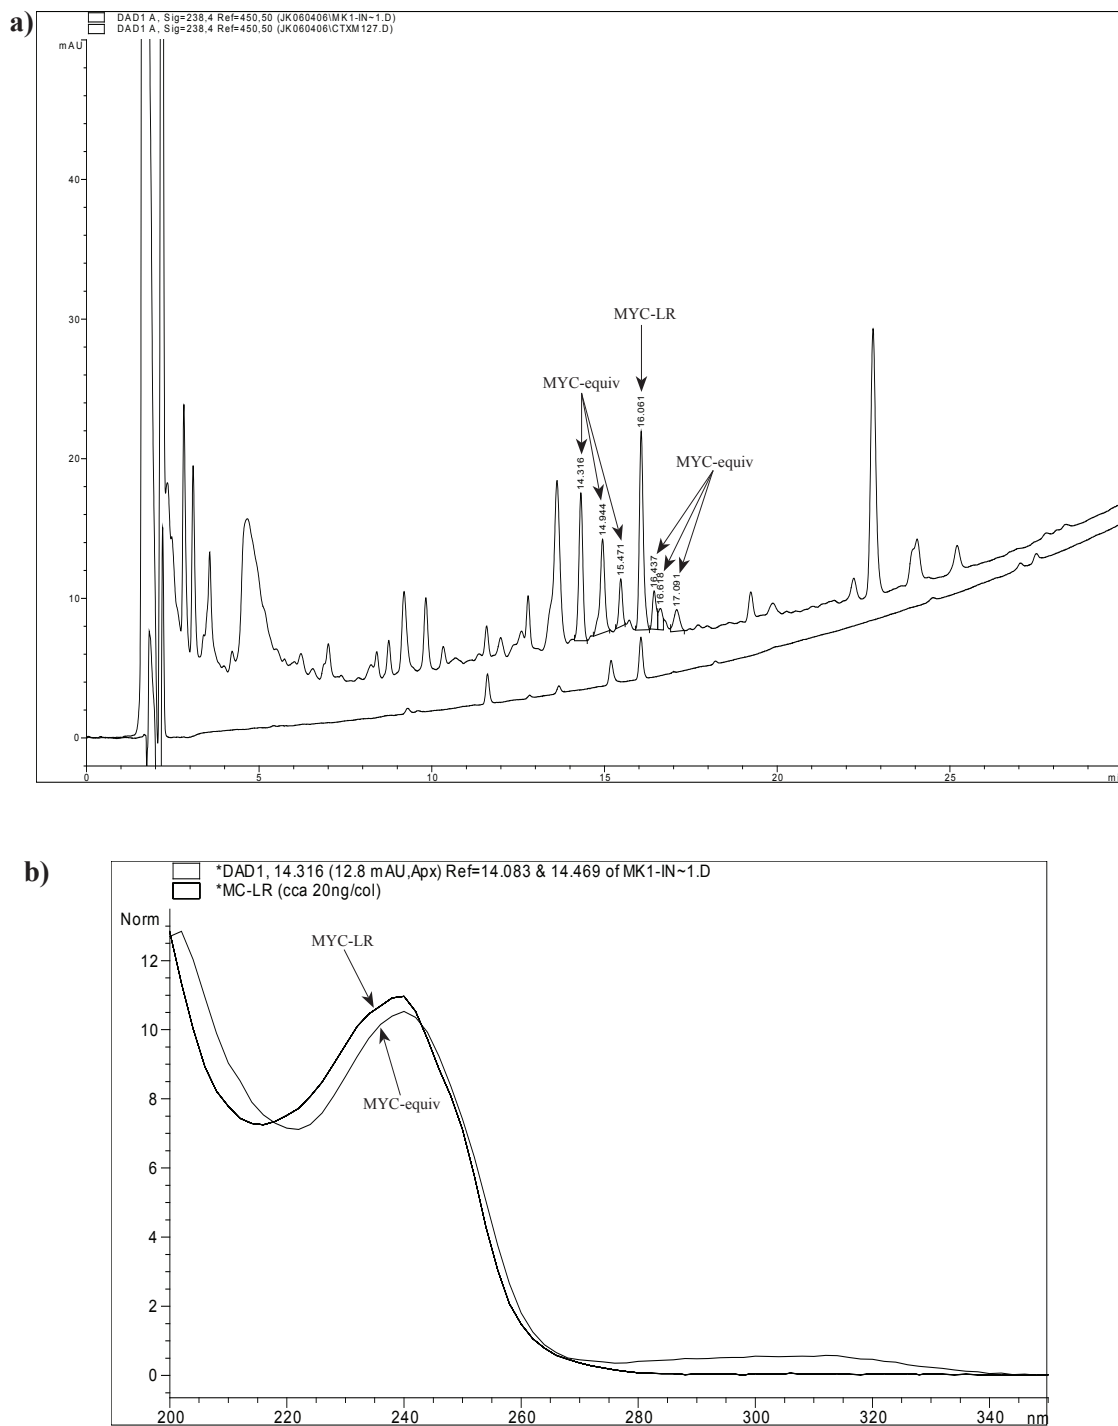 a)
DAD1 A, Sig=238,4 Ref=450,50 (JK060406\MK1-IN~1.D)
DAD1 A, Sig=238,4 Ref=450,50 (JK060406\CTXM127.D)
mAU
40
30
20
10
0
MYC-LR
MYC-equiv
MYC-equiv
14.316
14.944
15.471
16.061
16.437
16.618
17.091
0 5 10 15 20 25
b)
*DAD1, 14.316 (12.8 mAU,Apx) Ref=14.083 & 14.469 of MK1-IN~1.D
*MC-LR (cca 20ng/col)
Norm
12
10
8
6
4
2
0
MYC-LR
MYC-equiv
200 220 240 260 280 300 320 340 nm